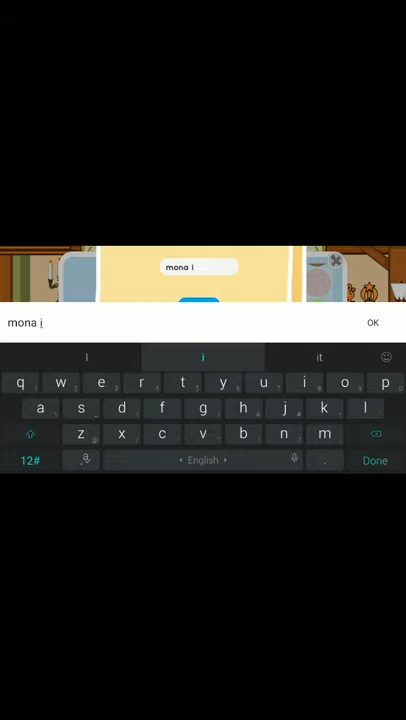 mona i
mona i OK
I i it
q w e r t y u i o p
a s d f g h j k l
z x c v b n m
12# English Done